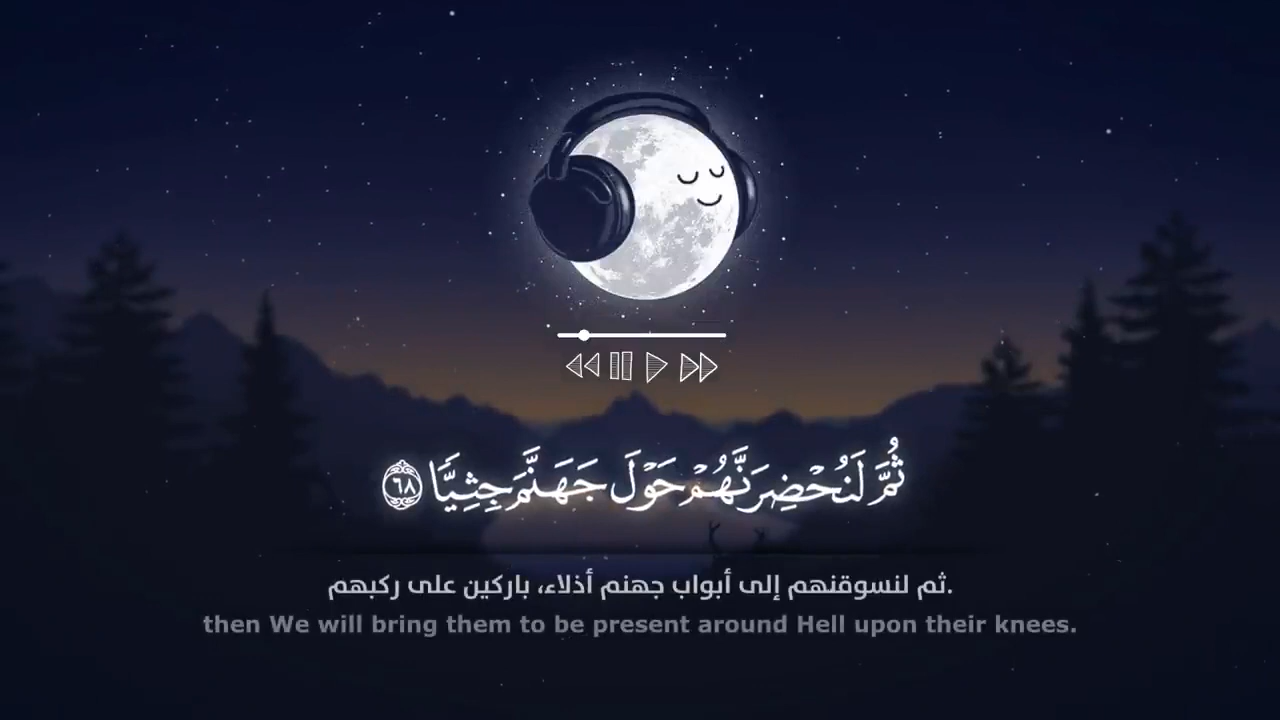 ثُمَّ لَنُحْضِرَنَّهُمْ حَوْلَ جَهَنَّمَ جِثِيًّا ٦٨
ثم لنسوقنهم إلى أبواب جهنم أذلاء، باركين على ركبهم.
then We will bring them to be present around Hell upon their knees.